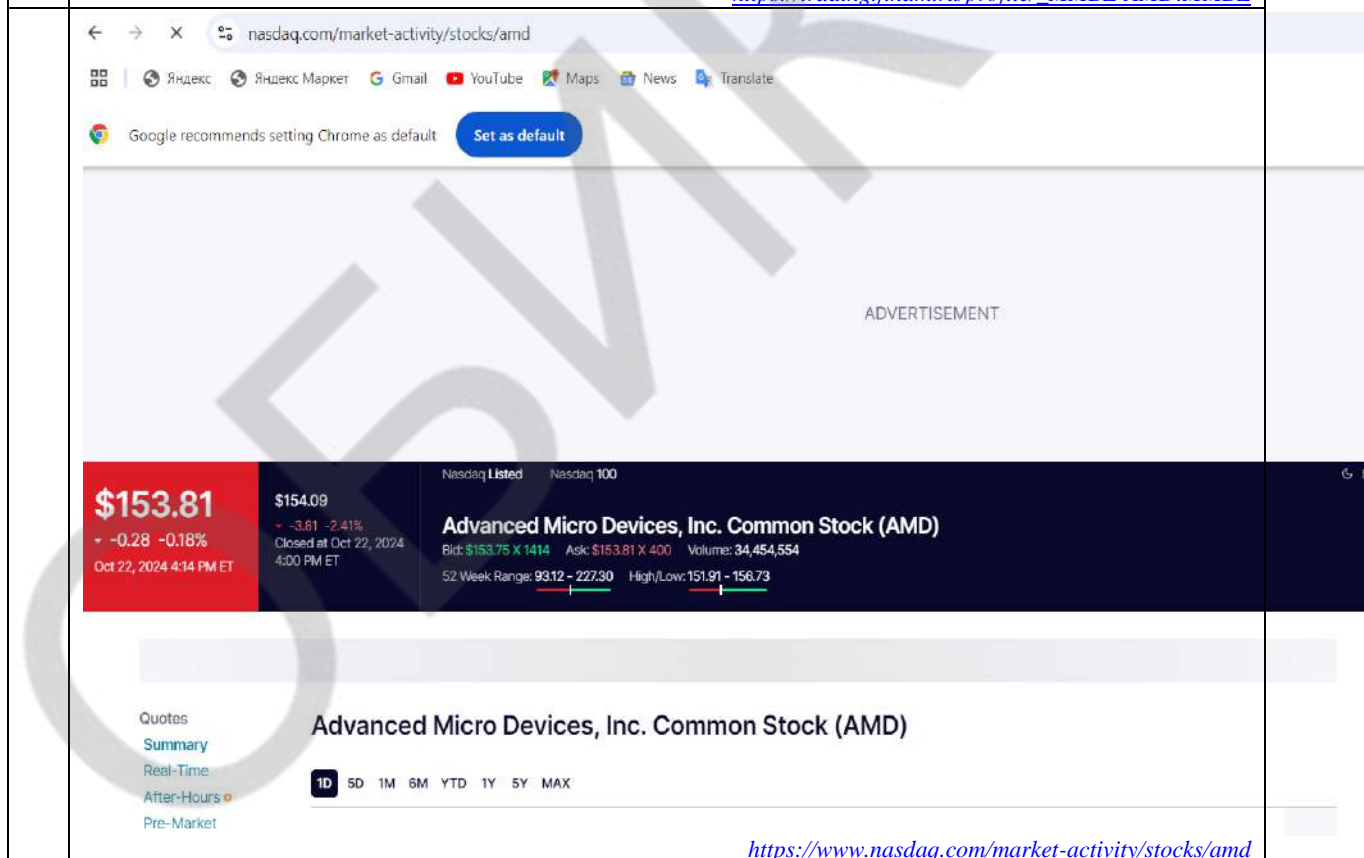 nasdaq.com/market-activity/stocks/amd
Яндекс Яндекс Маркет Gmail YouTube Maps News Translate
Google recommends setting Chrome as default Set as default
ADVERTISEMENT
$153.81
-0.28 -0.18%
Oct 22, 2024 4:14 PM ET
$154.09
-3.81 -2.41%
Closed at Oct 22, 2024
4:00 PM ET
Nasdaq Listed Nasdaq 100
Advanced Micro Devices, Inc. Common Stock (AMD)
Bid: $153.75 X 1414 Ask: $153.81 X 400 Volume: 34,454,554
52 Week Range: 93.12 - 227.30 High/Low: 151.91 - 156.73
Quotes
Summary
Real-Time
After-Hours
Pre-Market
Advanced Micro Devices, Inc. Common Stock (AMD)
1D 5D 1M 6M YTD 1Y 5Y MAX
https://www.nasdaq.com/market-activity/stocks/amd
ОБИК